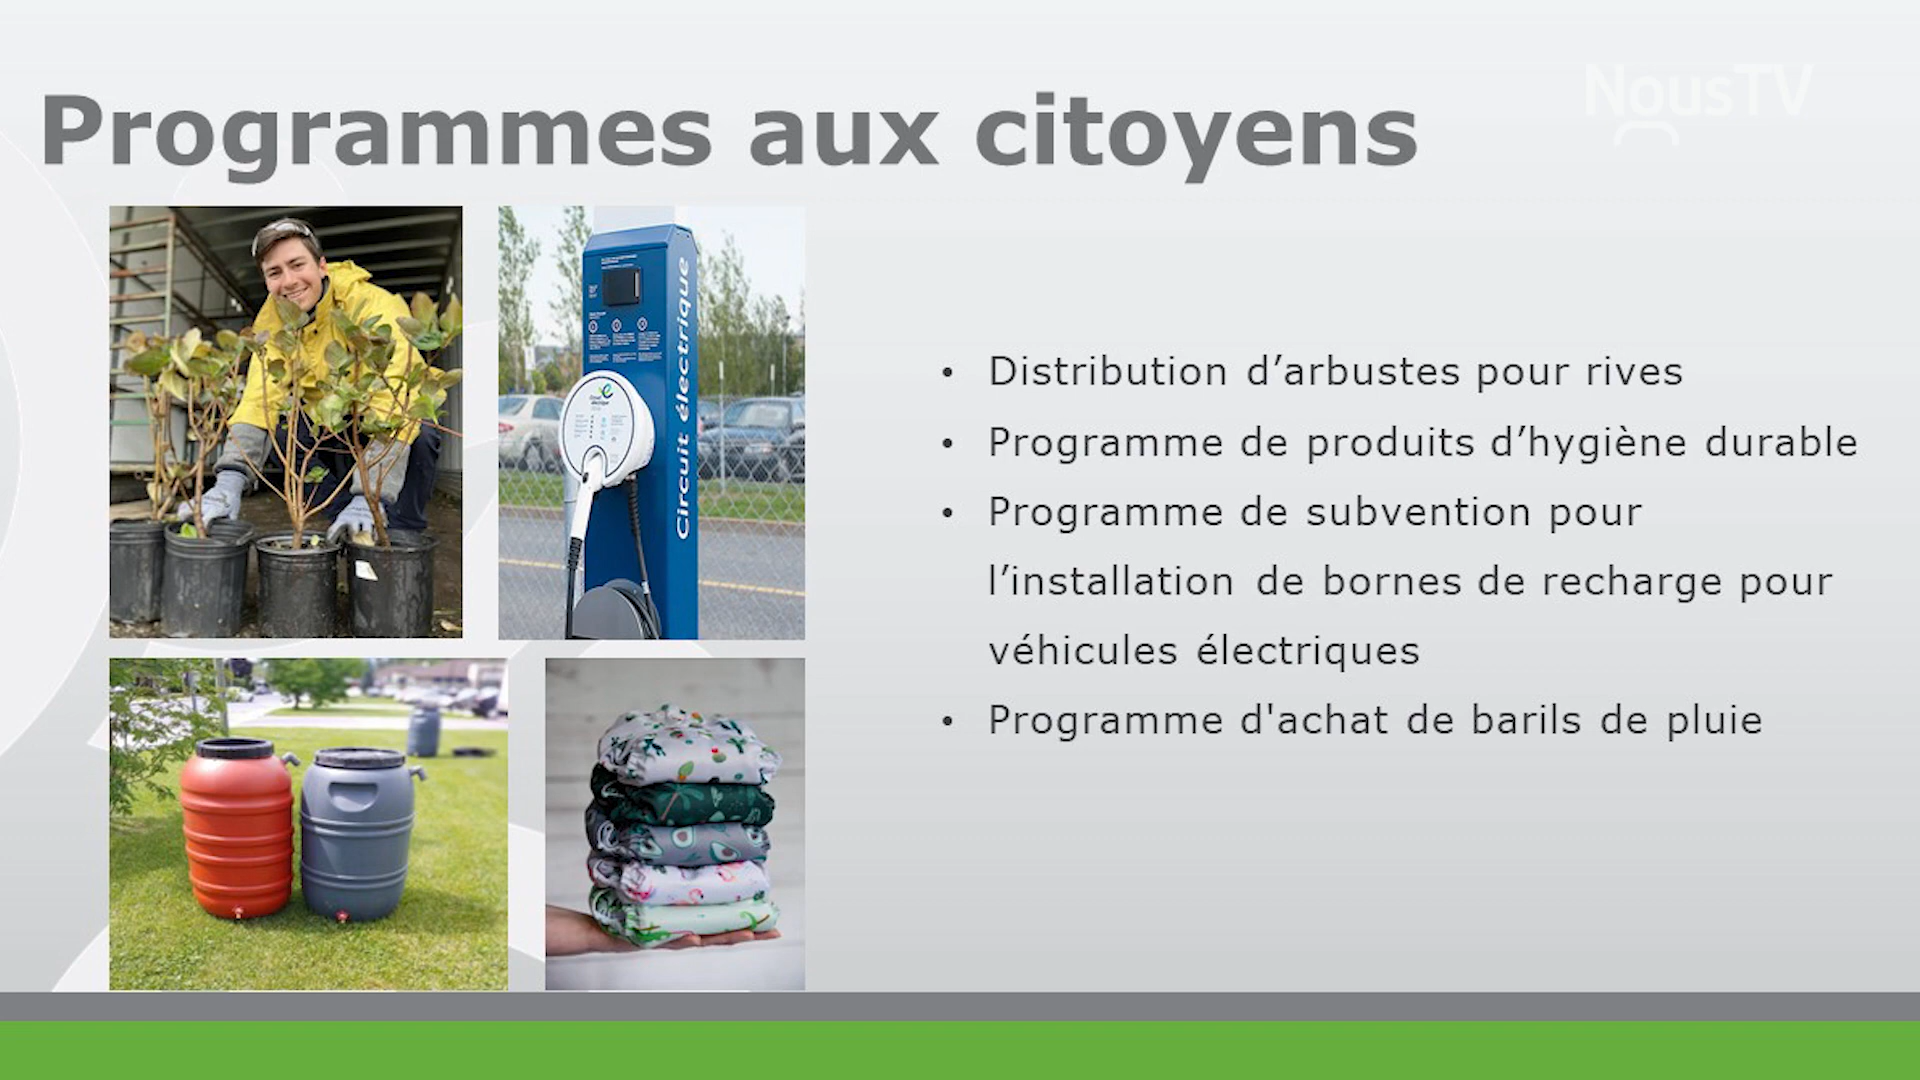 NousTV
Programmes aux citoyens
Circuit électrique
• Distribution d’arbustes pour rives
• Programme de produits d’hygiène durable
• Programme de subvention pour
l’installation de bornes de recharge pour
véhicules électriques
• Programme d'achat de barils de pluie